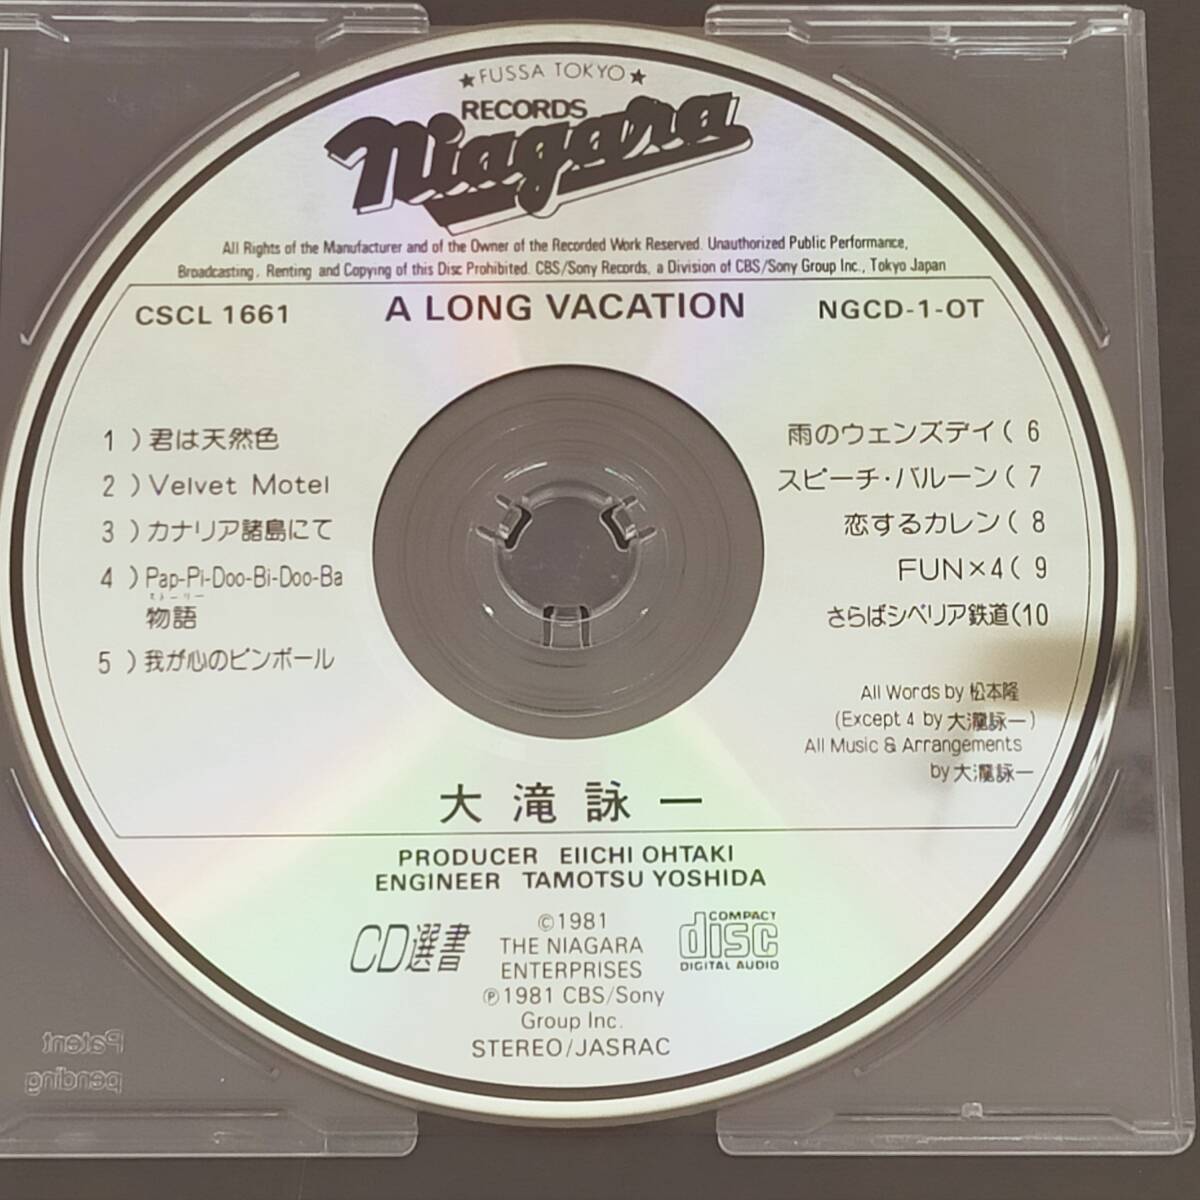 ★FUSSA TOKYO★
RECORDS
Niagara
All Rights of the Manufacturer and of the Owner of the Recorded Work Reserved. Unauthorized Public Performance,
Broadcasting, Renting and Copying of this Disc Prohibited. CBS/Sony Records, a Division of CBS/Sony Group Inc., Tokyo Japan
CSCL 1661
A LONG VACATION
NGCD-1-OT
1)君は天然色
2)Velvet Motel
3)カナリア諸島にて
4)Pap-Pi-Doo-Bi-Doo-Ba
ストーリー
物語
5)我が心のピンボール
雨のウェンズデイ(6
スピーチ・バルーン(7
恋するカレン(8
FUN×4(9
さらばシベリア鉄道(10
All Words by 松本隆
(Except 4 by 大瀧詠一)
All Music & Arrangements
by 大瀧詠一
大滝詠一
PRODUCER EIICHI OHTAKI
ENGINEER TAMOTSU YOSHIDA
CD選書
©1981
THE NIAGARA
ENTERPRISES
℗1981 CBS/Sony
Group Inc.
STEREO/JASRAC
COMPACT
disc
DIGITAL AUDIO
Patent
pending